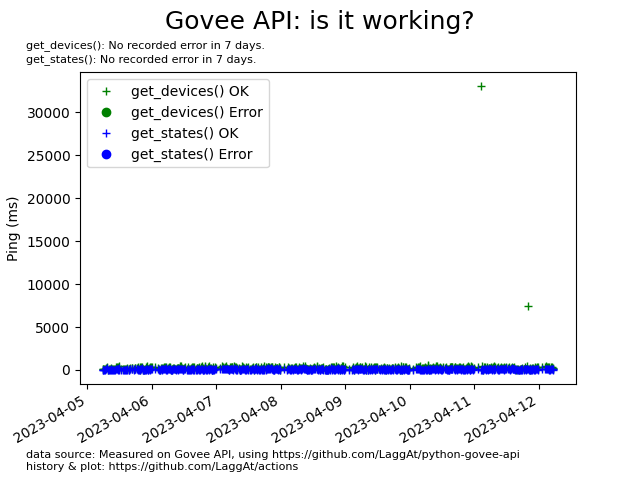 Govee API: is it working?
get_devices(): No recorded error in 7 days.
get_states(): No recorded error in 7 days.
get_devices() OK
get_devices() Error
get_states() OK
get_states() Error
Ping (ms)
30000
25000
20000
15000
10000
5000
0
2023-04-05
2023-04-06
2023-04-07
2023-04-08
2023-04-09
2023-04-10
2023-04-11
2023-04-12
data source: Measured on Govee API, using https://github.com/LaggAt/python-govee-api
history & plot: https://github.com/LaggAt/actions